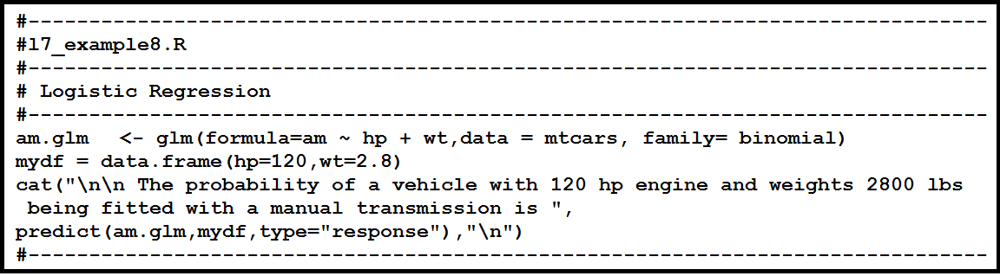 #-------------------------------------------------------------------------------
#l7_example8.R
#-------------------------------------------------------------------------------
# Logistic Regression
#-------------------------------------------------------------------------------
am.glm   <- glm(formula=am ~ hp + wt,data = mtcars, family= binomial)
mydf = data.frame(hp=120,wt=2.8)
cat("\n\n The probability of a vehicle with 120 hp engine and weights 2800 lbs
 being fitted with a manual transmission is ",
predict(am.glm,mydf,type="response"),"\n")
#-------------------------------------------------------------------------------